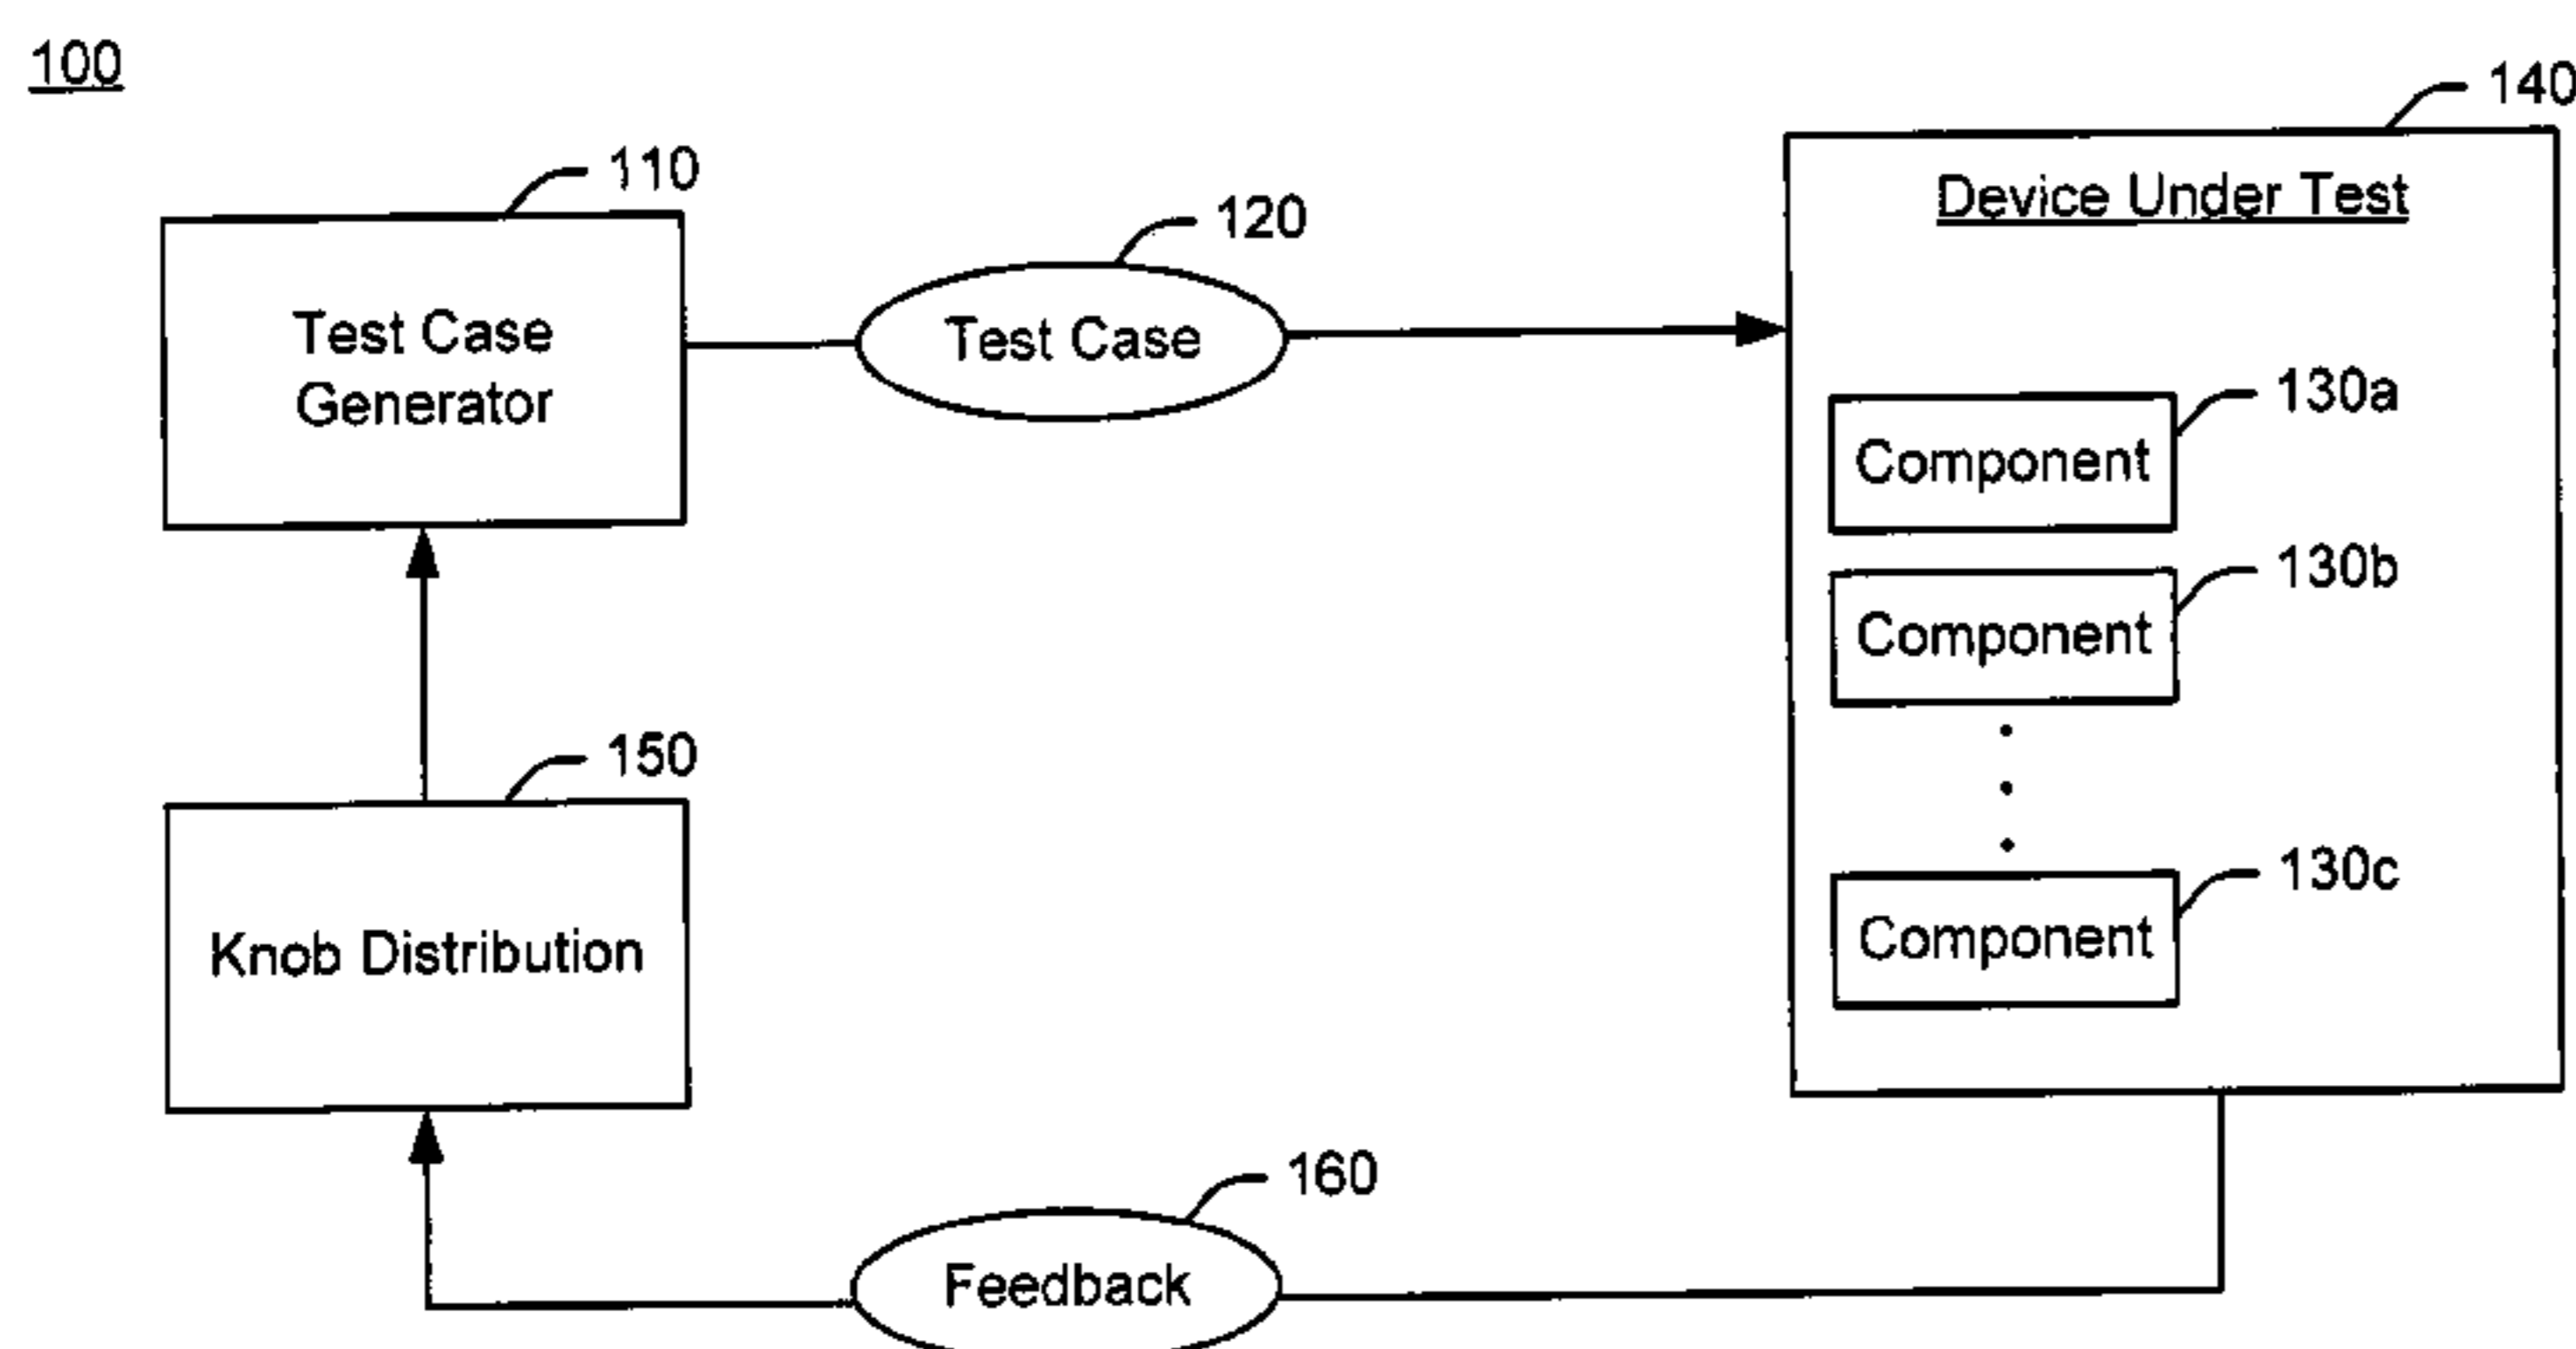 100
140
110
Device Under Test
120
Test Case
Generator
Test Case
130a
Component
130b
Component
150
130c
Knob Distribution
Component
160
Feedback